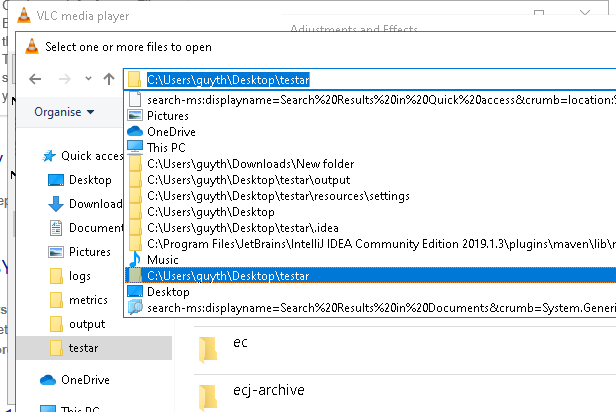 VLC media player
Adjustments and Effects
Select one or more files to open
C:\Users\guyth\Desktop\testar
search-ms:displayname=Search%20Results%20in%20Quick%20access&crumb=location:
Organise
Pictures
OneDrive
This PC
Quick access
C:\Users\guyth\Downloads\New folder
Desktop
C:\Users\guyth\Desktop\testar\output
Downloads
C:\Users\guyth\Desktop\testar\resources\settings
C:\Users\guyth\Desktop
Documents
C:\Users\guyth\Desktop\testar\.idea
C:\Program Files\JetBrains\IntelliJ IDEA Community Edition 2019.1.3\plugins\maven\lib\
Pictures
Music
logs
C:\Users\guyth\Desktop\testar
metrics
Desktop
search-ms:displayname=Search%20Results%20in%20Documents&crumb=System.Generi
output
testar
ec
OneDrive
ecj-archive
This PC